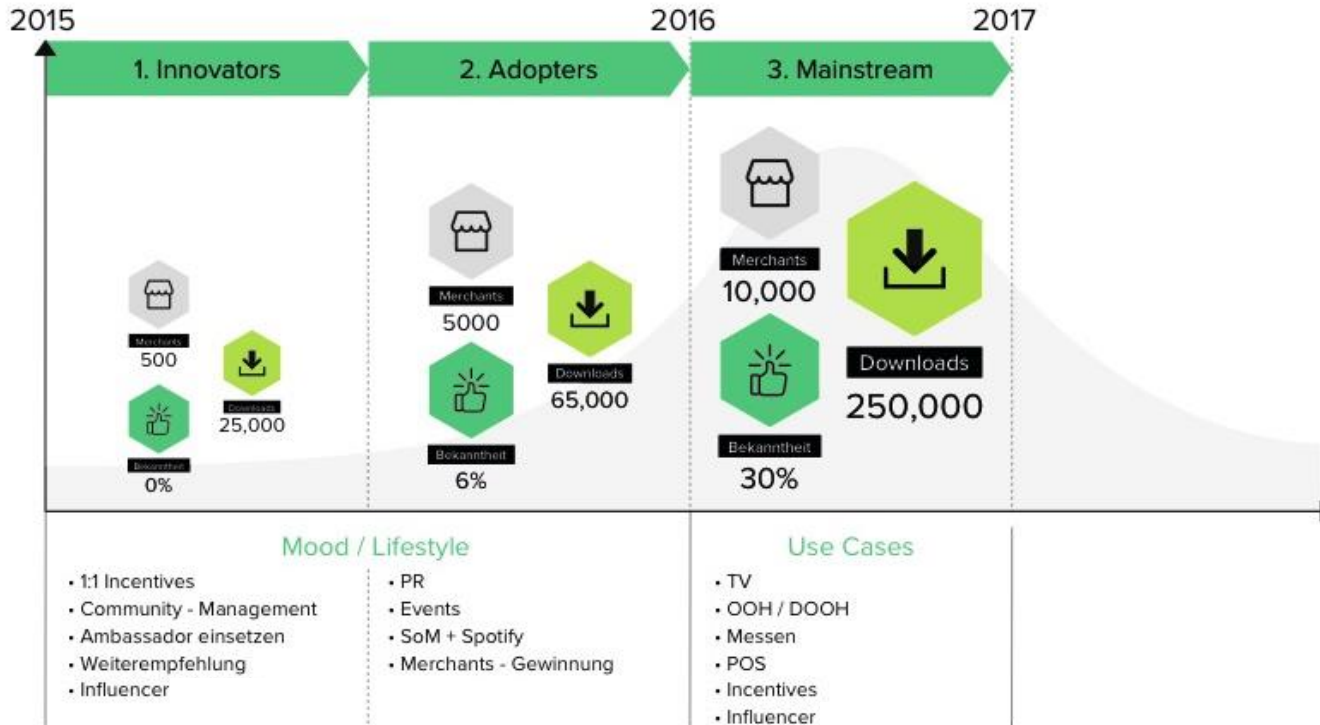 2015
2016
2017
1. Innovators
2. Adopters
3. Mainstream
Merchants
500
Downloads
25,000
Bekanntheit
0%
Merchants
5000
Downloads
65,000
Bekanntheit
6%
Merchants
10,000
Downloads
250,000
Bekanntheit
30%
Mood / Lifestyle
• 1:1 Incentives
• Community - Management
• Ambassador einsetzen
• Weiterempfehlung
• Influencer
• PR
• Events
• SoM + Spotify
• Merchants - Gewinnung
Use Cases
• TV
• OOH / DOOH
• Messen
• POS
• Incentives
• Influencer